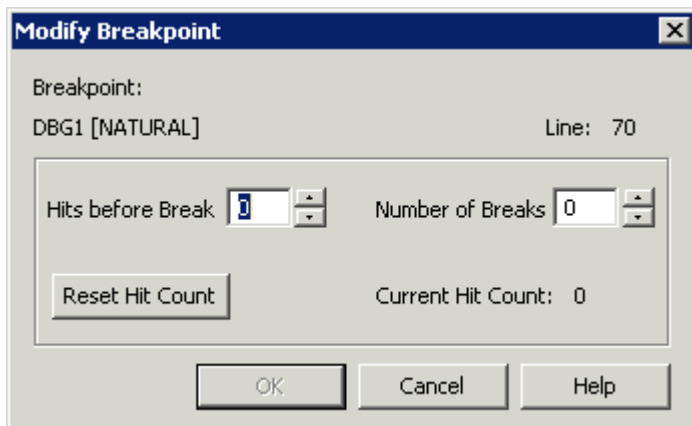 Modify Breakpoint
Breakpoint:
DBG1 [NATURAL] Line: 70
Hits before Break 0 Number of Breaks 0
Reset Hit Count Current Hit Count: 0
OK Cancel Help